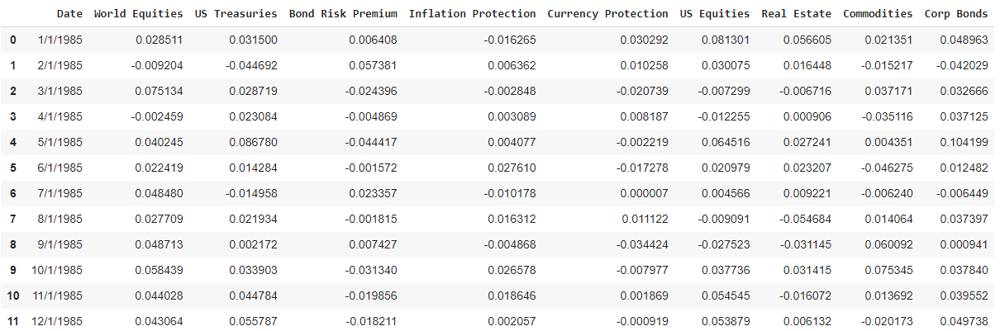 Date World Equities US Treasuries Bond Risk Premium Inflation Protection Currency Protection US Equities Real Estate Commodities Corp Bonds
0 1/1/1985 0.028511 0.031500 0.006408 -0.016265 0.030292 0.081301 0.056605 0.021351 0.048963
1 2/1/1985 -0.009204 -0.044692 0.057381 0.006362 0.010258 0.030075 0.016448 -0.015217 -0.042029
2 3/1/1985 0.075134 0.028719 -0.024396 -0.002848 -0.020739 -0.007299 -0.006716 0.037171 0.032666
3 4/1/1985 -0.002459 0.023084 -0.004869 0.003089 0.008187 -0.012255 0.000906 -0.035116 0.037125
4 5/1/1985 0.040245 0.086780 -0.044417 0.004077 -0.002219 0.064516 0.027241 0.004351 0.104199
5 6/1/1985 0.022419 0.014284 -0.001572 0.027610 -0.017278 0.020979 0.023207 -0.046275 0.012482
6 7/1/1985 0.048480 -0.014958 0.023357 -0.010178 0.000007 0.004566 0.009221 -0.006240 -0.006449
7 8/1/1985 0.027709 0.021934 -0.001815 0.016312 0.011122 -0.009091 -0.054684 0.014064 0.037397
8 9/1/1985 0.048713 0.002172 0.007427 -0.004868 -0.034424 -0.027523 -0.031145 0.060092 0.000941
9 10/1/1985 0.058439 0.033903 -0.031340 0.026578 -0.007977 0.037736 0.031415 0.075345 0.037840
10 11/1/1985 0.044028 0.044784 -0.019856 0.018646 0.001869 0.054545 -0.016072 0.013692 0.039552
11 12/1/1985 0.043064 0.055787 -0.018211 0.002057 -0.000919 0.053879 0.006132 -0.020173 0.049738